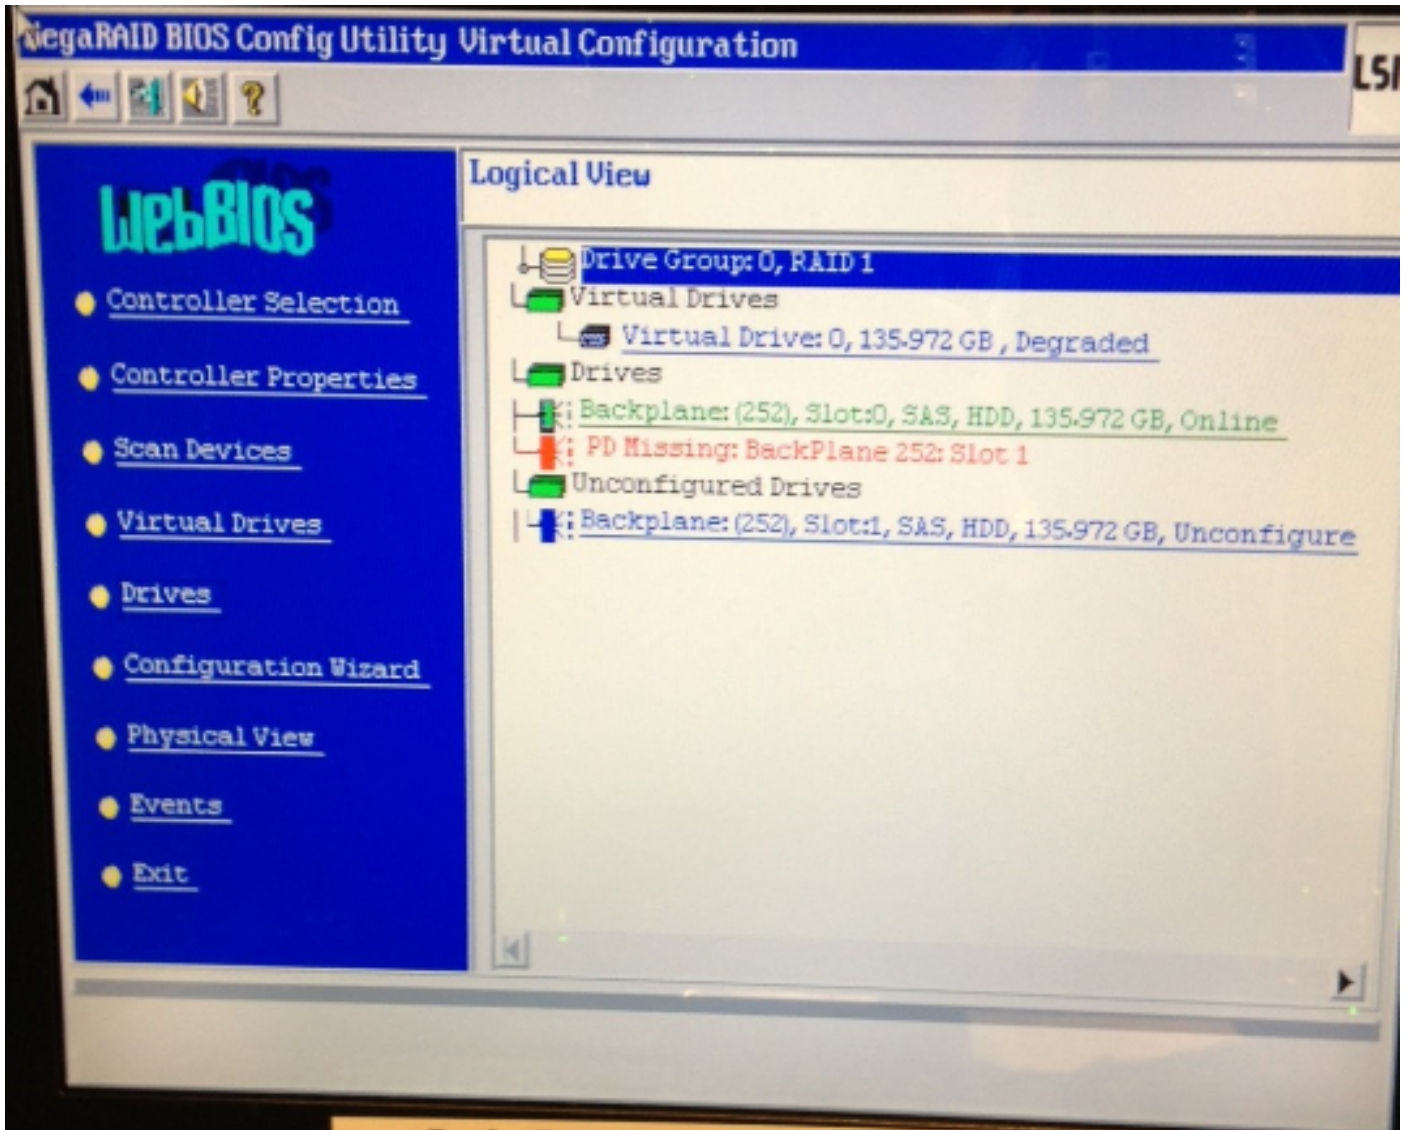 MegaRAID BIOS Config Utility Virtual Configuration
LSI
?
WebBIOS
Controller Selection
Controller Properties
Scan Devices
Virtual Drives
Drives
Configuration Wizard
Physical View
Events
Exit
Logical View
Drive Group: 0, RAID 1
Virtual Drives
Virtual Drive: 0, 135.972 GB , Degraded
Drives
Backplane: (252), Slot:0, SAS, HDD, 135.972 GB, Online
PD Missing: BackPlane 252: Slot 1
Unconfigured Drives
Backplane: (252), Slot:1, SAS, HDD, 135.972 GB, Unconfigure